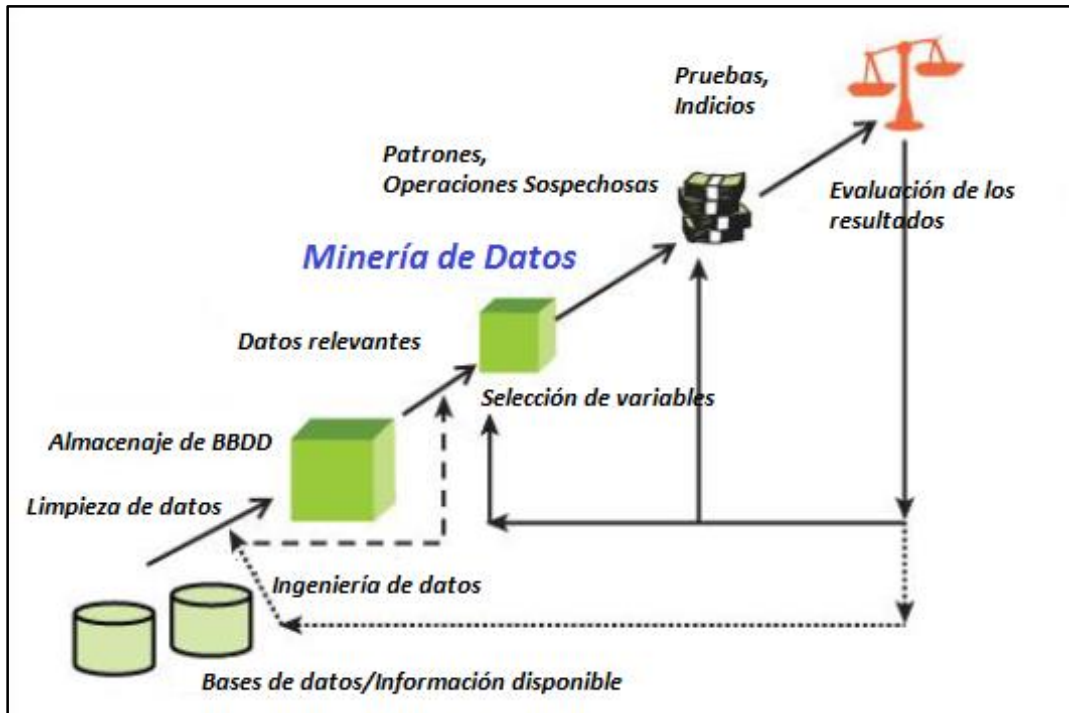 Pruebas,
Indicios
Patrones,
Operaciones Sospechosas
Evaluación de los
resultados
Minería de Datos
Datos relevantes
Selección de variables
Almacenaje de BBDD
Limpieza de datos
Ingeniería de datos
Bases de datos/Información disponible